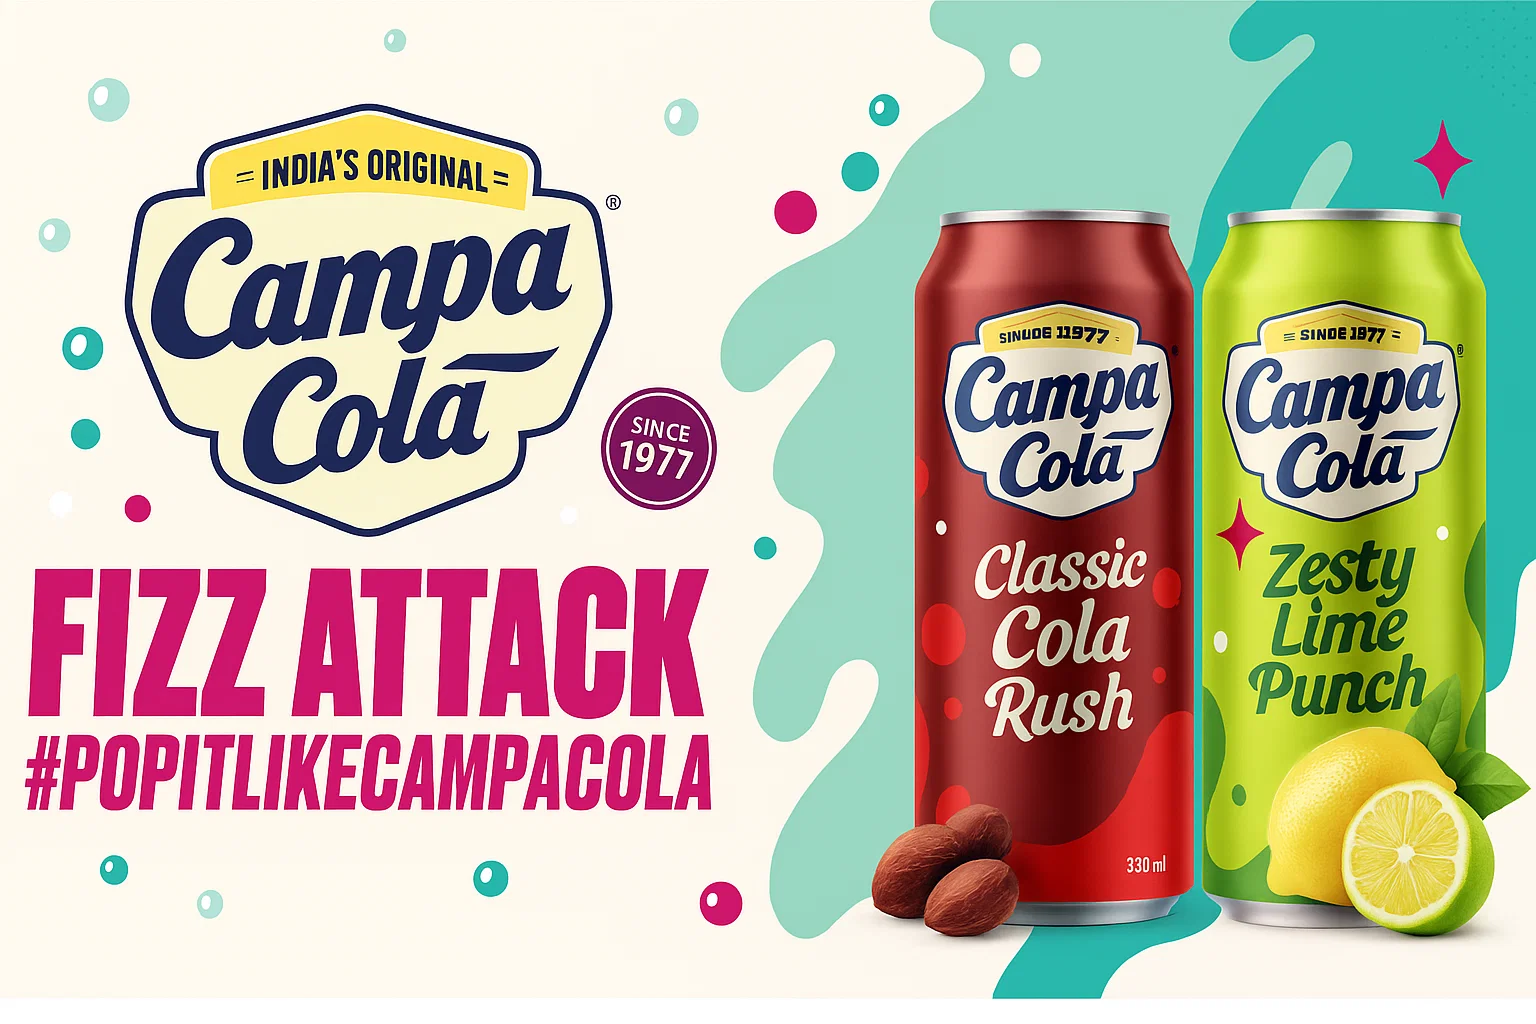 = INDIA'S ORIGINAL =
Campa
Cola
®
SINCE
1977
FIZZ ATTACK
#POPITLIKECAMPACOLA
SINUDE 11977
Campa
Cola
Classic
Cola
Rush
330 ml
= SINDE 1977 =
Campa
Cola
®
Zesty
Lime
Punch